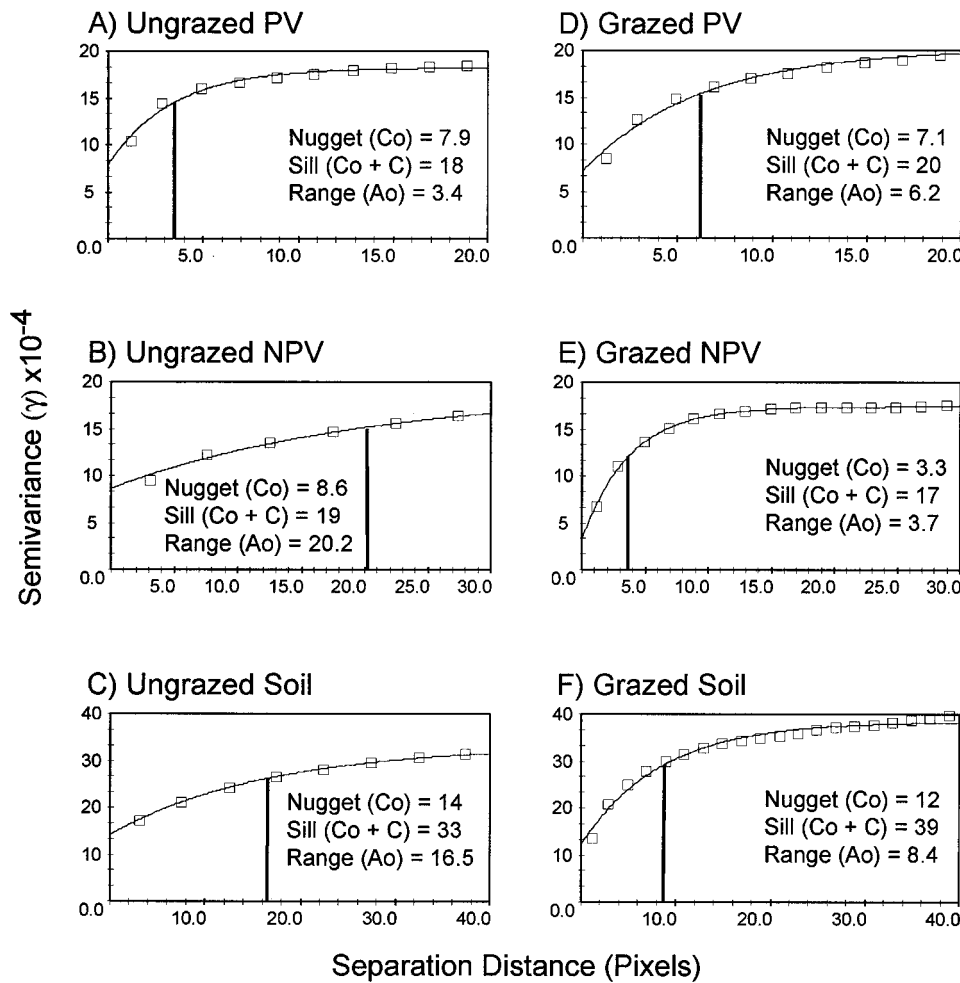 A) Ungrazed PV
20
15
10
5
0.0
5.0 10.0 15.0 20.0
Nugget (Co) = 7.9
Sill (Co + C) = 18
Range (Ao) = 3.4
D) Grazed PV
20
15
10
5
0.0
5.0 10.0 15.0 20.0
Nugget (Co) = 7.1
Sill (Co + C) = 20
Range (Ao) = 6.2
Semivariance (γ) x10-4
B) Ungrazed NPV
20
15
10
5
0.0
5.0 10.0 15.0 20.0 25.0 30.0
Nugget (Co) = 8.6
Sill (Co + C) = 19
Range (Ao) = 20.2
E) Grazed NPV
20
15
10
5
0.0
5.0 10.0 15.0 20.0 25.0 30.0
Nugget (Co) = 3.3
Sill (Co + C) = 17
Range (Ao) = 3.7
C) Ungrazed Soil
40
30
20
10
0.0
10.0 20.0 30.0 40.0
Nugget (Co) = 14
Sill (Co + C) = 33
Range (Ao) = 16.5
F) Grazed Soil
40
30
20
10
0.0
10.0 20.0 30.0 40.0
Nugget (Co) = 12
Sill (Co + C) = 39
Range (Ao) = 8.4
Separation Distance (Pixels)